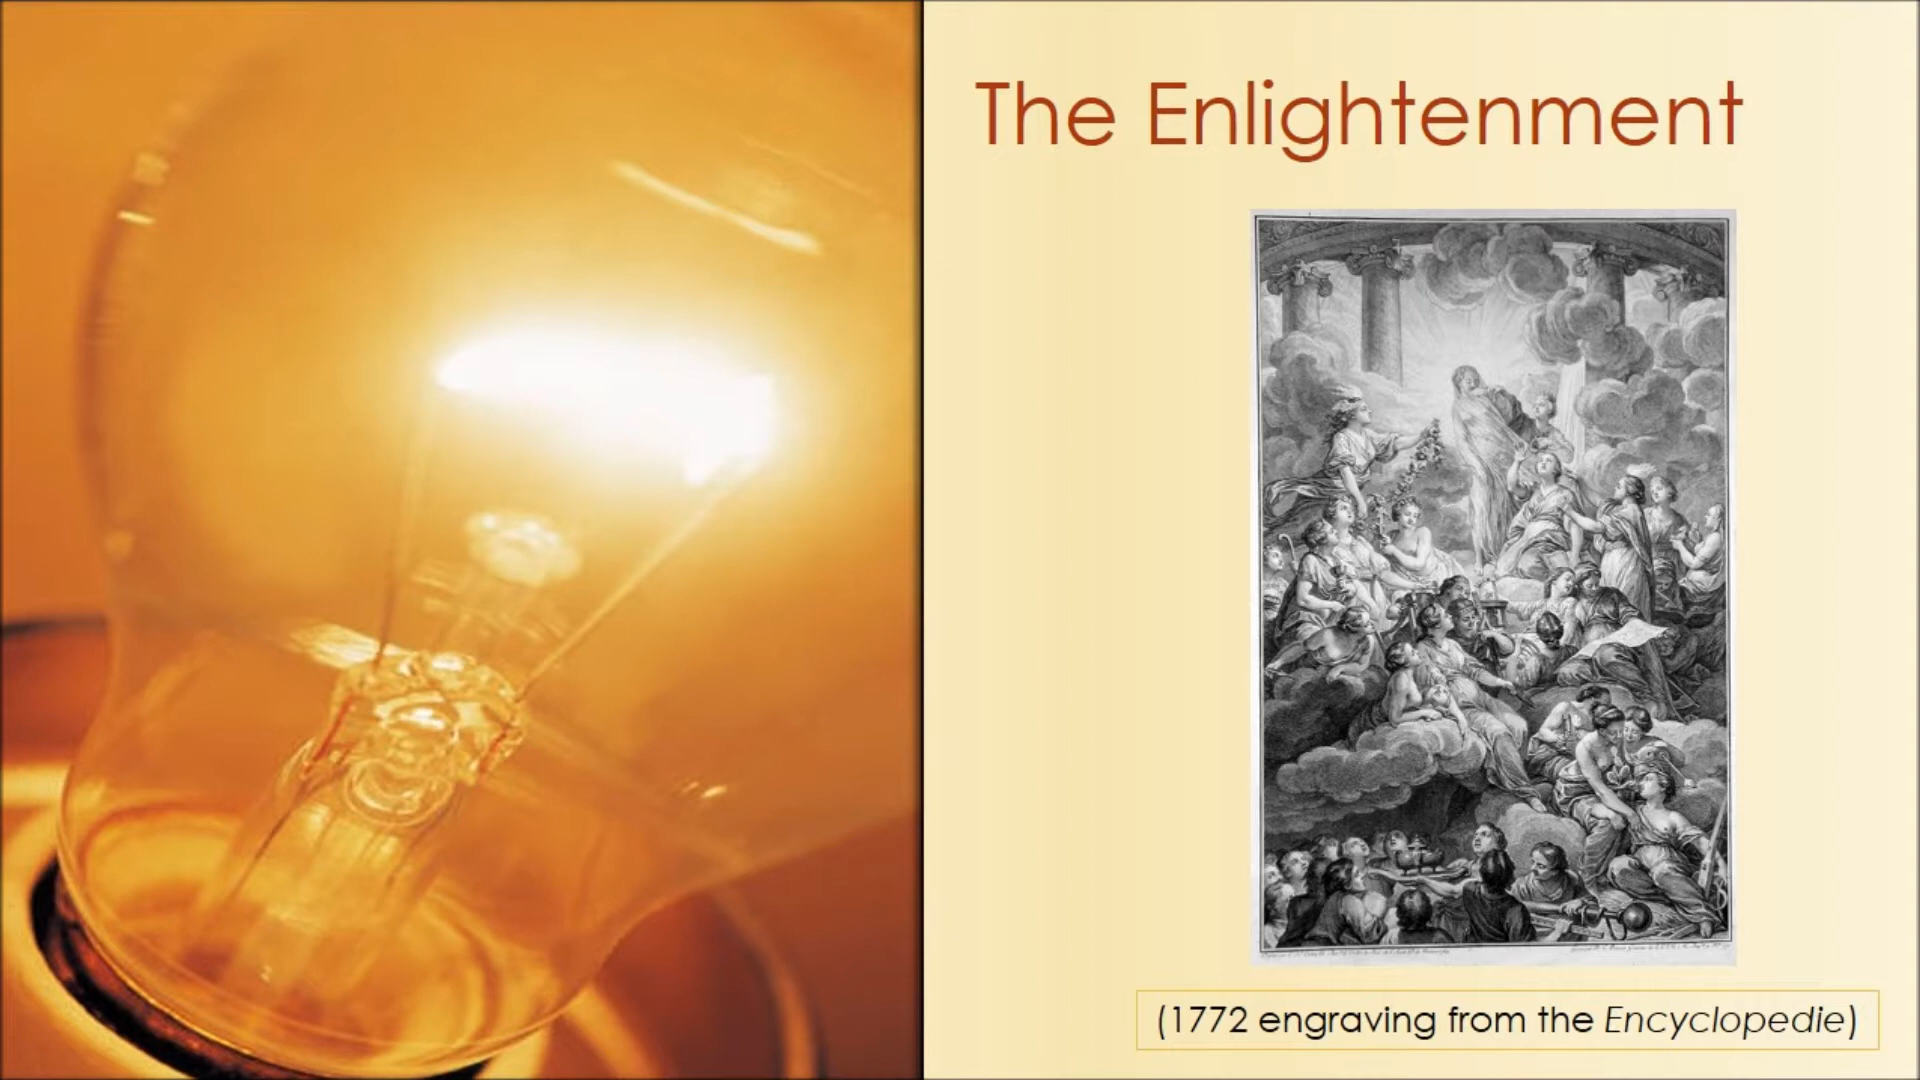 The Enlightenment
(1772 engraving from the Encyclopedie)